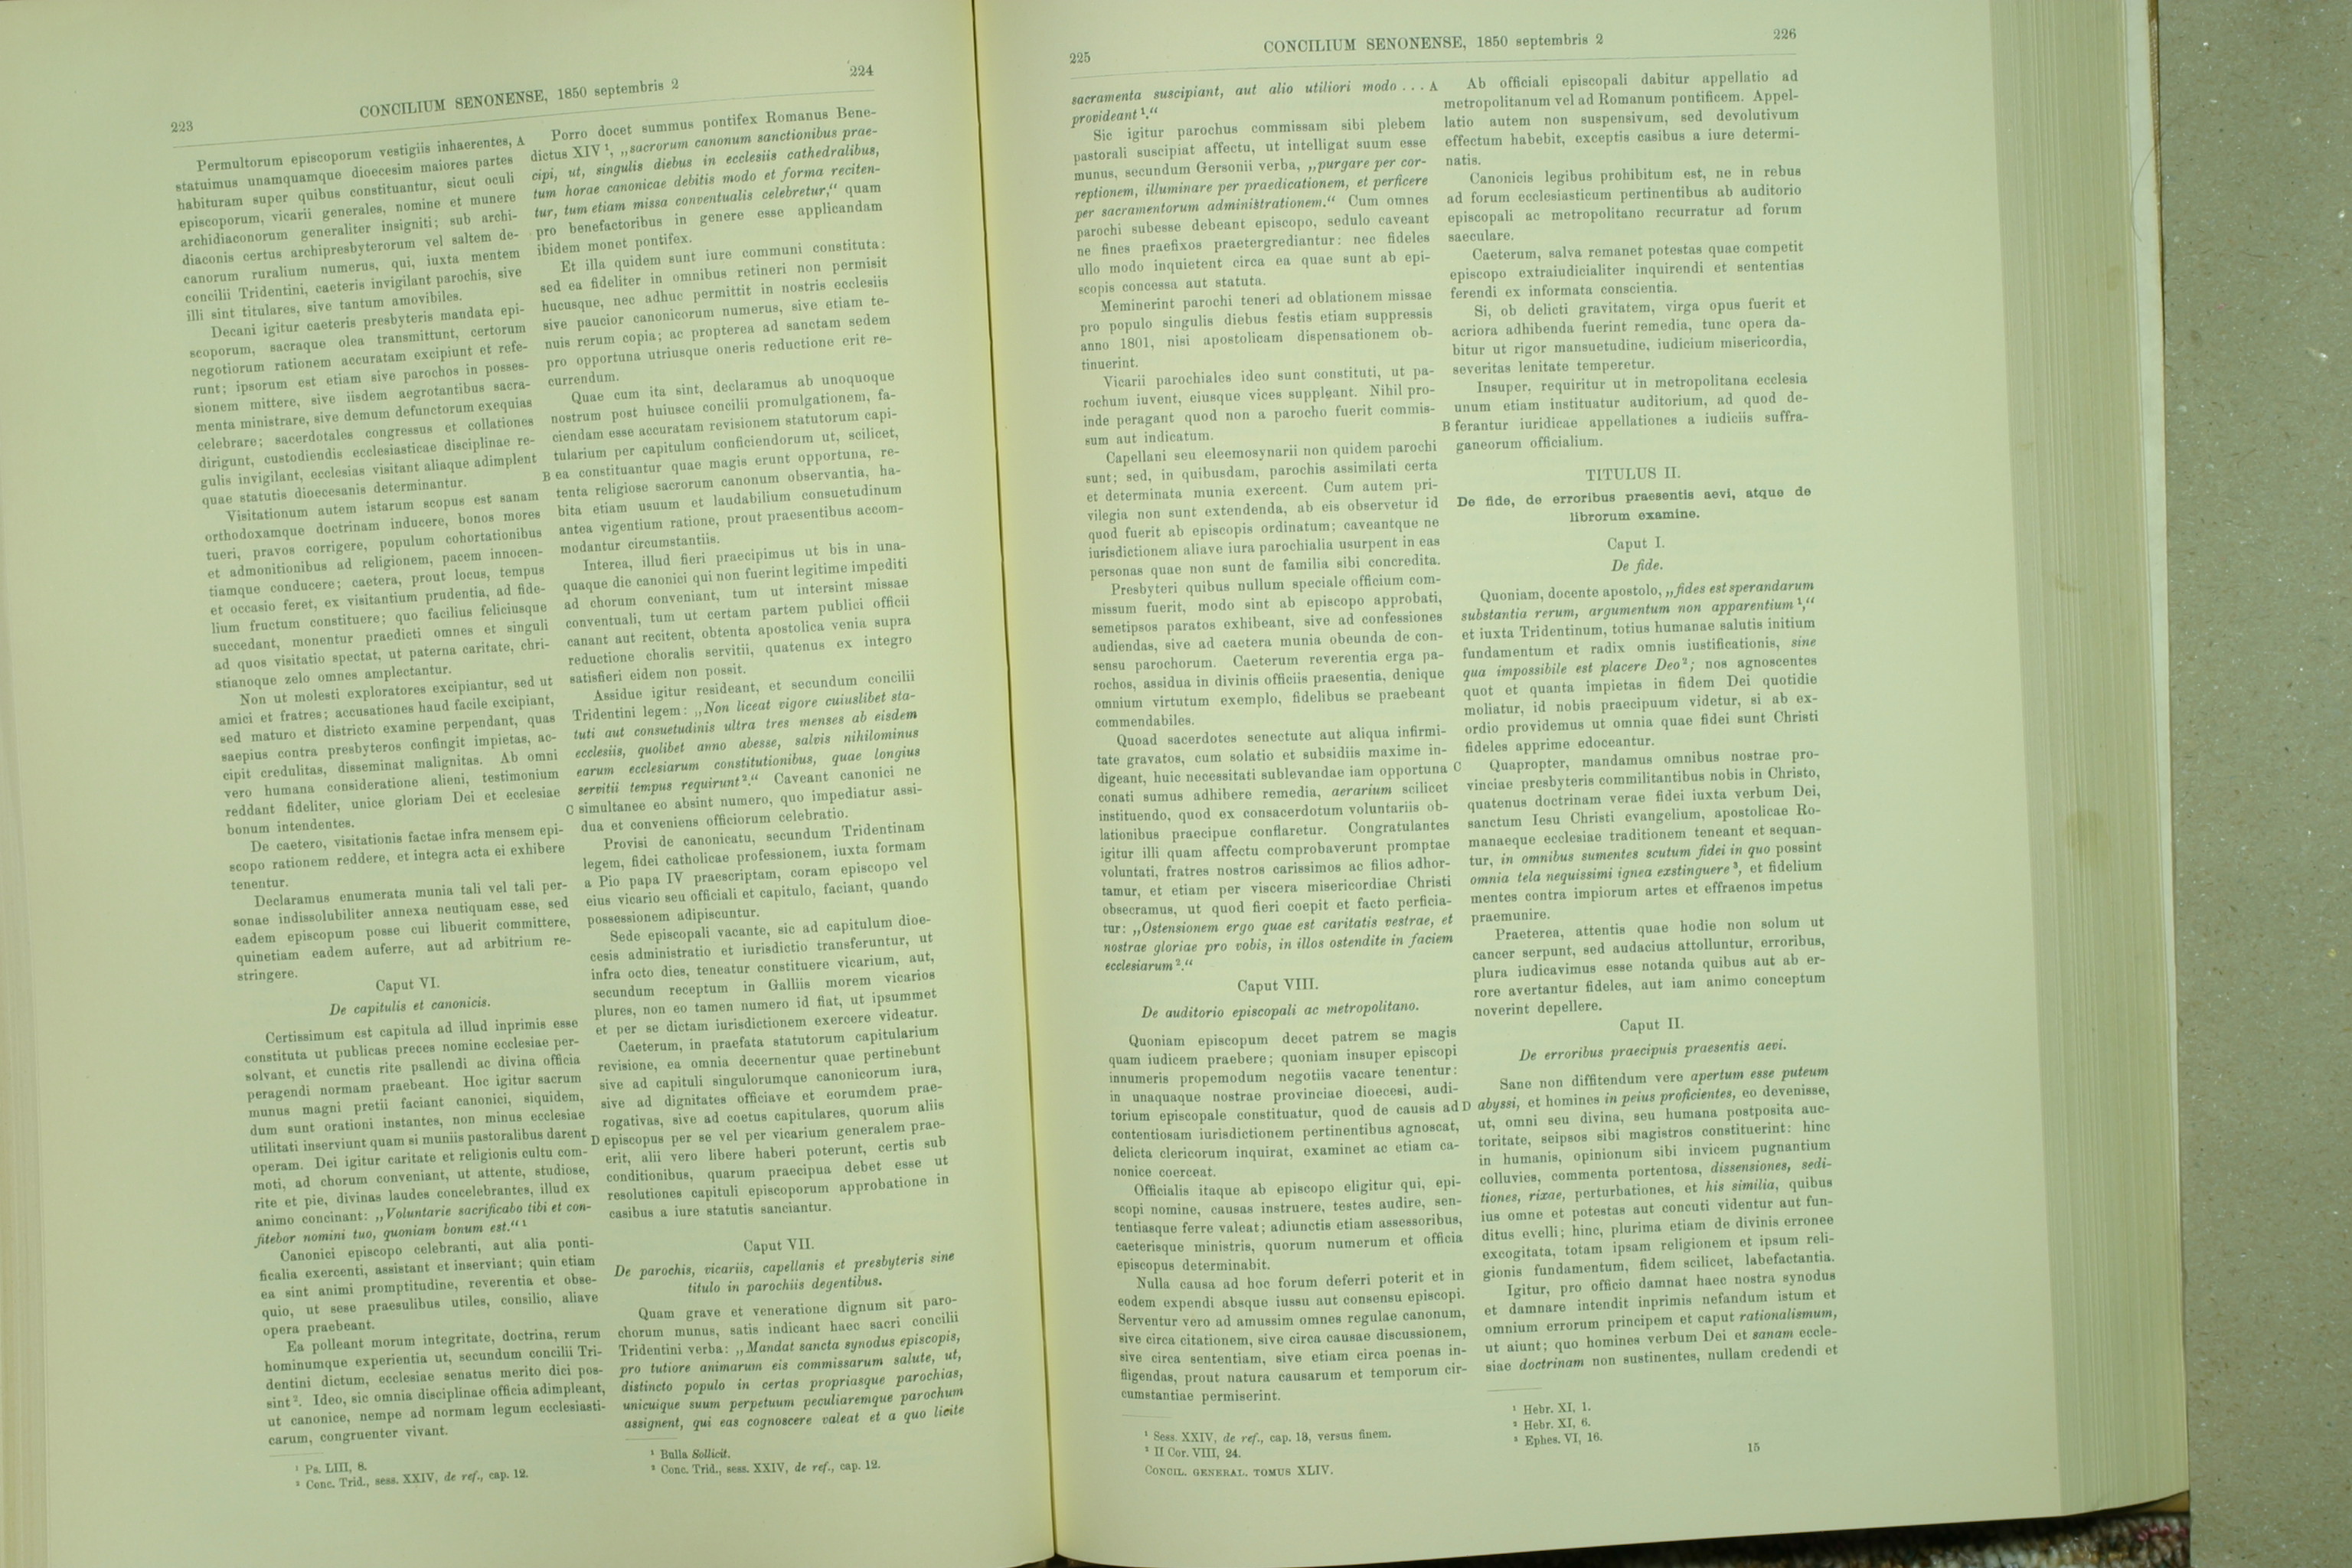 223
CONCILIUM SENONENSE, 1850 septembris 2
224
Permultorum episcoporum vestigiis inhaerentes, A
statuimus unamquamque dioecesim maiores partes
habituram super quibus constituantur, sicut oculi
episcoporum, vicarii generales, nomine et munere
archidiaconorum generaliter insigniti; sub archi-
diaconis certus archipresbyterorum vel saltem de-
canorum ruralium numerus, qui, iuxta mentem
concilii Tridentini, caeteris invigilant parochis, sive
illi sint titulares, sive tantum amovibiles.
Decani igitur caeteris presbyteris mandata epi-
scoporum, sacraque olea transmittunt, certorum
negotiorum rationem accuratam excipiunt et refe-
runt; ipsorum est etiam sive parochos in posses-
sionem mittere, sive iisdem aegrotantibus sacra-
menta ministrare, sive demum defunctorum exequias
celebrare; sacerdotales congressus et collationes
dirigunt, custodiendis ecclesiasticae disciplinae re-
gulis invigilant, ecclesias visitant aliaque adimplent
quae statutis dioecesanis determinantur.
Visitationum autem istarum scopus est sanam
orthodoxamque doctrinam inducere, bonos mores
tueri, pravos corrigere, populum cohortationibus
et admonitionibus ad religionem, pacem innocen-
tiamque conducere; caetera, prout locus, tempus
et occasio feret, ex visitantium prudentia, ad fide-
lium fructum constituere; quo facilius feliciusque
succedant, monentur praedicti omnes et singuli
ad quos visitatio spectat, ut paterna caritate, chri-
stianoque zelo omnes amplectantur.
Non ut molesti exploratores excipiantur, sed ut
amici et fratres; accusationes haud facile excipiant,
sed maturo et districto examine perpendant, quas
saepius contra presbyteros confingit impietas, ac-
cipit credulitas, disseminat malignitas. Ab omni
vero humana consideratione alieni, testimonium
reddant fideliter, unice gloriam Dei et ecclesiae
bonum intendentes.
De caetero, visitationis factae infra mensem epi-
scopo rationem reddere, et integra acta ei exhibere
tenentur.
Declaramus enumerata munia tali vel tali per-
sonae indissolubiliter annexa neutiquam esse, sed
eadem episcopum posse cui libuerit committere,
quinetiam eadem auferre, aut ad arbitrium re-
stringere.
Caput VI.
De capitulis et canonicis.
Certissimum est capitula ad illud inprimis esse
constituta ut publicas preces nomine ecclesiae per-
solvant, et cunctis rite psallendi ac divina officia
peragendi normam praebeant. Hoc igitur sacrum
munus magni pretii faciant canonici, siquidem,
dum sunt orationi instantes, non minus ecclesiae
utilitati inserviunt quam si muniis pastoralibus darent
operam. Dei igitur caritate et religionis cultu com-
moti, ad chorum conveniant, ut attente, studiose,
rite et pie, divinas laudes concelebrantes, illud ex
animo concinant: „Voluntarie sacrificabo tibi et con-
fitebor nomini tuo, quoniam bonum est.“ ¹
Canonici episcopo celebranti, aut alia ponti-
ficalia exercenti, assistant et inserviant; quin etiam
ea sint animi promptitudine, reverentia et obse-
quio, ut sese praesulibus utiles, consilio, aliave
opera praebeant.
Ea polleant morum integritate, doctrina, rerum
hominumque experientia ut, secundum concilii Tri-
dentini dictum, ecclesiae senatus merito dici pos-
sint ². Ideo, sic omnia disciplinae officia adimpleant,
ut canonice, nempe ad normam legum ecclesiasti-
carum, congruenter vivant.
¹ Ps. LIII, 8.
² Conc. Trid., sess. XXIV, de ref., cap. 12.
Porro docet summus pontifex Romanus Bene-
dictus XIV ¹, „sacrorum canonum sanctionibus prae-
cipi, ut, singulis diebus in ecclesiis cathedralibus,
tum horae canonicae debitis modo et forma reciten-
tur, tum etiam missa conventualis celebretur,“ quam
pro benefactoribus in genere esse applicandam
ibidem monet pontifex.
Et illa quidem sunt iure communi constituta:
sed ea fideliter in omnibus retineri non permisit
hucusque, nec adhuc permittit in nostris ecclesiis
sive paucior canonicorum numerus, sive etiam te-
nuis rerum copia; ac propterea ad sanctam sedem
pro opportuna utriusque oneris reductione erit re-
currendum.
Quae cum ita sint, declaramus ab unoquoque
nostrum post huiusce concilii promulgationem, fa-
ciendam esse accuratam revisionem statutorum capi-
tularium per capitulum conficiendorum ut, scilicet,
B ea constituantur quae magis erunt opportuna, re-
tenta religiose sacrorum canonum observantia, ha-
bita etiam usuum et laudabilium consuetudinum
antea vigentium ratione, prout praesentibus accom-
modantur circumstantiis.
Interea, illud fieri praecipimus ut bis in una-
quaque die canonici qui non fuerint legitime impediti
ad chorum conveniant, tum ut intersint missae
conventuali, tum ut certam partem publici officii
canant aut recitent, obtenta apostolica venia supra
reductione choralis servitii, quatenus ex integro
satisfieri eidem non possit.
Assidue igitur resideant, et secundum concilii
Tridentini legem: „Non liceat vigore cuiuslibet sta-
tuti aut consuetudinis ultra tres menses ab eisdem
ecclesiis, quolibet anno abesse, salvis nihilominus
earum ecclesiarum constitutionibus, quae longius
servitii tempus requirunt ².“ Caveant canonici ne
C simultanee eo absint numero, quo impediatur assi-
dua et conveniens officiorum celebratio.
Provisi de canonicatu, secundum Tridentinam
legem, fidei catholicae professionem, iuxta formam
a Pio papa IV praescriptam, coram episcopo vel
eius vicario seu officiali et capitulo, faciant, quando
possessionem adipiscuntur.
Sede episcopali vacante, sic ad capitulum dioe-
cesis administratio et iurisdictio transferuntur, ut
infra octo dies, teneatur constituere vicarium, aut,
secundum receptum in Galliis morem vicarios
plures, non eo tamen numero id fiat, ut ipsummet
et per se dictam iurisdictionem exercere videatur.
Caeterum, in praefata statutorum capitularium
revisione, ea omnia decernentur quae pertinebunt
sive ad capituli singulorumque canonicorum iura,
sive ad dignitates officiave et eorumdem prae-
rogativas, sive ad coetus capitulares, quorum aliis
D episcopus per se vel per vicarium generalem prae-
erit, alii vero libere haberi poterunt, certis sub
conditionibus, quarum praecipua debet esse ut
resolutiones capituli episcoporum approbatione in
casibus a iure statutis sanciantur.
Caput VII.
De parochis, vicariis, capellanis et presbyteris sine
titulo in parochiis degentibus.
Quam grave et veneratione dignum sit paro-
chorum munus, satis indicant haec sacri concilii
Tridentini verba: „Mandat sancta synodus episcopis,
pro tutiore animarum eis commissarum salute, ut,
distincto populo in certas propriasque parochias,
unicuique suum perpetuum peculiaremque parochum
assignent, qui eas cognoscere valeat et a quo licite
¹ Bulla Sollicit.
² Conc. Trid., sess. XXIV, de ref., cap. 12.
225
CONCILIUM SENONENSE, 1850 septembris 2
226
sacramenta suscipiant, aut alio utiliori modo . . . A
provideant ¹.“
Sic igitur parochus commissam sibi plebem
pastorali suscipiat affectu, ut intelligat suum esse
munus, secundum Gersonii verba, „purgare per cor-
reptionem, illuminare per praedicationem, et perficere
per sacramentorum administrationem.“ Cum omnes
parochi subesse debeant episcopo, sedulo caveant
ne fines praefixos praetergrediantur: nec fideles
ullo modo inquietent circa ea quae sunt ab epi-
scopis concessa aut statuta.
Meminerint parochi teneri ad oblationem missae
pro populo singulis diebus festis etiam suppressis
anno 1801, nisi apostolicam dispensationem ob-
tinuerint.
Vicarii parochiales ideo sunt constituti, ut pa-
rochum iuvent, eiusque vices suppleant. Nihil pro-
inde peragant quod non a parocho fuerit commis-
sum aut indicatum.
Capellani seu eleemosynarii non quidem parochi
sunt; sed, in quibusdam, parochis assimilati certa
et determinata munia exercent. Cum autem pri-
vilegia non sunt extendenda, ab eis observetur id
quod fuerit ab episcopis ordinatum; caveantque ne
iurisdictionem aliave iura parochialia usurpent in eas
personas quae non sunt de familia sibi concredita.
Presbyteri quibus nullum speciale officium com-
missum fuerit, modo sint ab episcopo approbati,
semetipsos paratos exhibeant, sive ad confessiones
audiendas, sive ad caetera munia obeunda de con-
sensu parochorum. Caeterum reverentia erga pa-
rochos, assidua in divinis officiis praesentia, denique
omnium virtutum exemplo, fidelibus se praebeant
commendabiles.
Quoad sacerdotes senectute aut aliqua infirmi-
tate gravatos, cum solatio et subsidiis maxime in-
digeant, huic necessitati sublevandae iam opportuna C
conati sumus adhibere remedia, aerarium scilicet
instituendo, quod ex consacerdotum voluntariis ob-
lationibus praecipue conflaretur. Congratulantes
igitur illi quam affectu comprobaverunt promptae
voluntati, fratres nostros carissimos ac filios adhor-
tamur, et etiam per viscera misericordiae Christi
obsecramus, ut quod fieri coepit et facto perficia-
tur: „Ostensionem ergo quae est caritatis vestrae, et
nostrae gloriae pro vobis, in illos ostendite in faciem
ecclesiarum ².“
Caput VIII.
De auditorio episcopali ac metropolitano.
Quoniam episcopum decet patrem se magis
quam iudicem praebere; quoniam insuper episcopi
innumeris propemodum negotiis vacare tenentur:
in unaquaque nostrae provinciae dioecesi, audi-
torium episcopale constituatur, quod de causis ad D
contentiosam iurisdictionem pertinentibus agnoscat,
delicta clericorum inquirat, examinet ac etiam ca-
nonice coerceat.
Officialis itaque ab episcopo eligitur qui, epi-
scopi nomine, causas instruere, testes audire, sen-
tentiasque ferre valeat; adiunctis etiam assessoribus,
caeterisque ministris, quorum numerum et officia
episcopus determinabit.
Nulla causa ad hoc forum deferri poterit et in
eodem expendi absque iussu aut consensu episcopi.
Serventur vero ad amussim omnes regulae canonum,
sive circa citationem, sive circa causae discussionem,
sive circa sententiam, sive etiam circa poenas in-
fligendas, prout natura causarum et temporum cir-
cumstantiae permiserint.
¹ Sess. XXIV, de ref., cap. 13, versus finem.
² II Cor. VIII, 24.
CONCIL. GENERAL. TOMUS XLIV.
Ab officiali episcopali dabitur appellatio ad
metropolitanum vel ad Romanum pontificem. Appel-
latio autem non suspensivum, sed devolutivum
effectum habebit, exceptis casibus a iure determi-
natis.
Canonicis legibus prohibitum est, ne in rebus
ad forum ecclesiasticum pertinentibus ab auditorio
episcopali ac metropolitano recurratur ad forum
saeculare.
Caeterum, salva remanet potestas quae competit
episcopo extraiudicialiter inquirendi et sententias
ferendi ex informata conscientia.
Si, ob delicti gravitatem, virga opus fuerit et
acriora adhibenda fuerint remedia, tunc opera da-
bitur ut rigor mansuetudine, iudicium misericordia,
severitas lenitate temperetur.
Insuper, requiritur ut in metropolitana ecclesia
unum etiam instituatur auditorium, ad quod de-
B ferantur iuridicae appellationes a iudiciis suffra-
ganeorum officialium.
TITULUS II.
De fide, de erroribus praesentis aevi, atque de
librorum examine.
Caput I.
De fide.
Quoniam, docente apostolo, „fides est sperandarum
substantia rerum, argumentum non apparentium ¹,“
et iuxta Tridentinum, totius humanae salutis initium
fundamentum et radix omnis iustificationis, sine
qua impossibile est placere Deo ²; nos agnoscentes
quot et quanta impietas in fidem Dei quotidie
moliatur, id nobis praecipuum videtur, si ab ex-
ordio providemus ut omnia quae fidei sunt Christi
fideles apprime edoceantur.
Quapropter, mandamus omnibus nostrae pro-
vinciae presbyteris commilitantibus nobis in Christo,
quatenus doctrinam verae fidei iuxta verbum Dei,
sanctum Iesu Christi evangelium, apostolicae Ro-
manaeque ecclesiae traditionem teneant et sequan-
tur, in omnibus sumentes scutum fidei in quo possint
omnia tela nequissimi ignea exstinguere ³, et fidelium
mentes contra impiorum artes et effraenos impetus
praemunire.
Praeterea, attentis quae hodie non solum ut
cancer serpunt, sed audacius attolluntur, erroribus,
plura iudicavimus esse notanda quibus aut ab er-
rore avertantur fideles, aut iam animo conceptum
noverint depellere.
Caput II.
De erroribus praecipuis praesentis aevi.
Sane non diffitendum vere apertum esse puteum
abyssi, et homines in peius proficientes, eo devenisse,
ut, omni seu divina, seu humana postposita auc-
toritate, seipsos sibi magistros constituerint: hinc
in humanis, opinionum sibi invicem pugnantium
colluvies, commenta portentosa, dissensiones, sedi-
tiones, rixae, perturbationes, et his similia, quibus
ius omne et potestas aut concuti videntur aut fun-
ditus evelli; hinc, plurima etiam de divinis erronee
excogitata, totam ipsam religionem et ipsum reli-
gionis fundamentum, fidem scilicet, labefactantia.
Igitur, pro officio damnat haec nostra synodus
et damnare intendit inprimis nefandum istum et
omnium errorum principem et caput rationalismum,
ut aiunt; quo homines verbum Dei et sanam eccle-
siae doctrinam non sustinentes, nullam credendi et
¹ Hebr. XI, 1.
² Hebr. XI, 6.
³ Ephes. VI, 16.
15